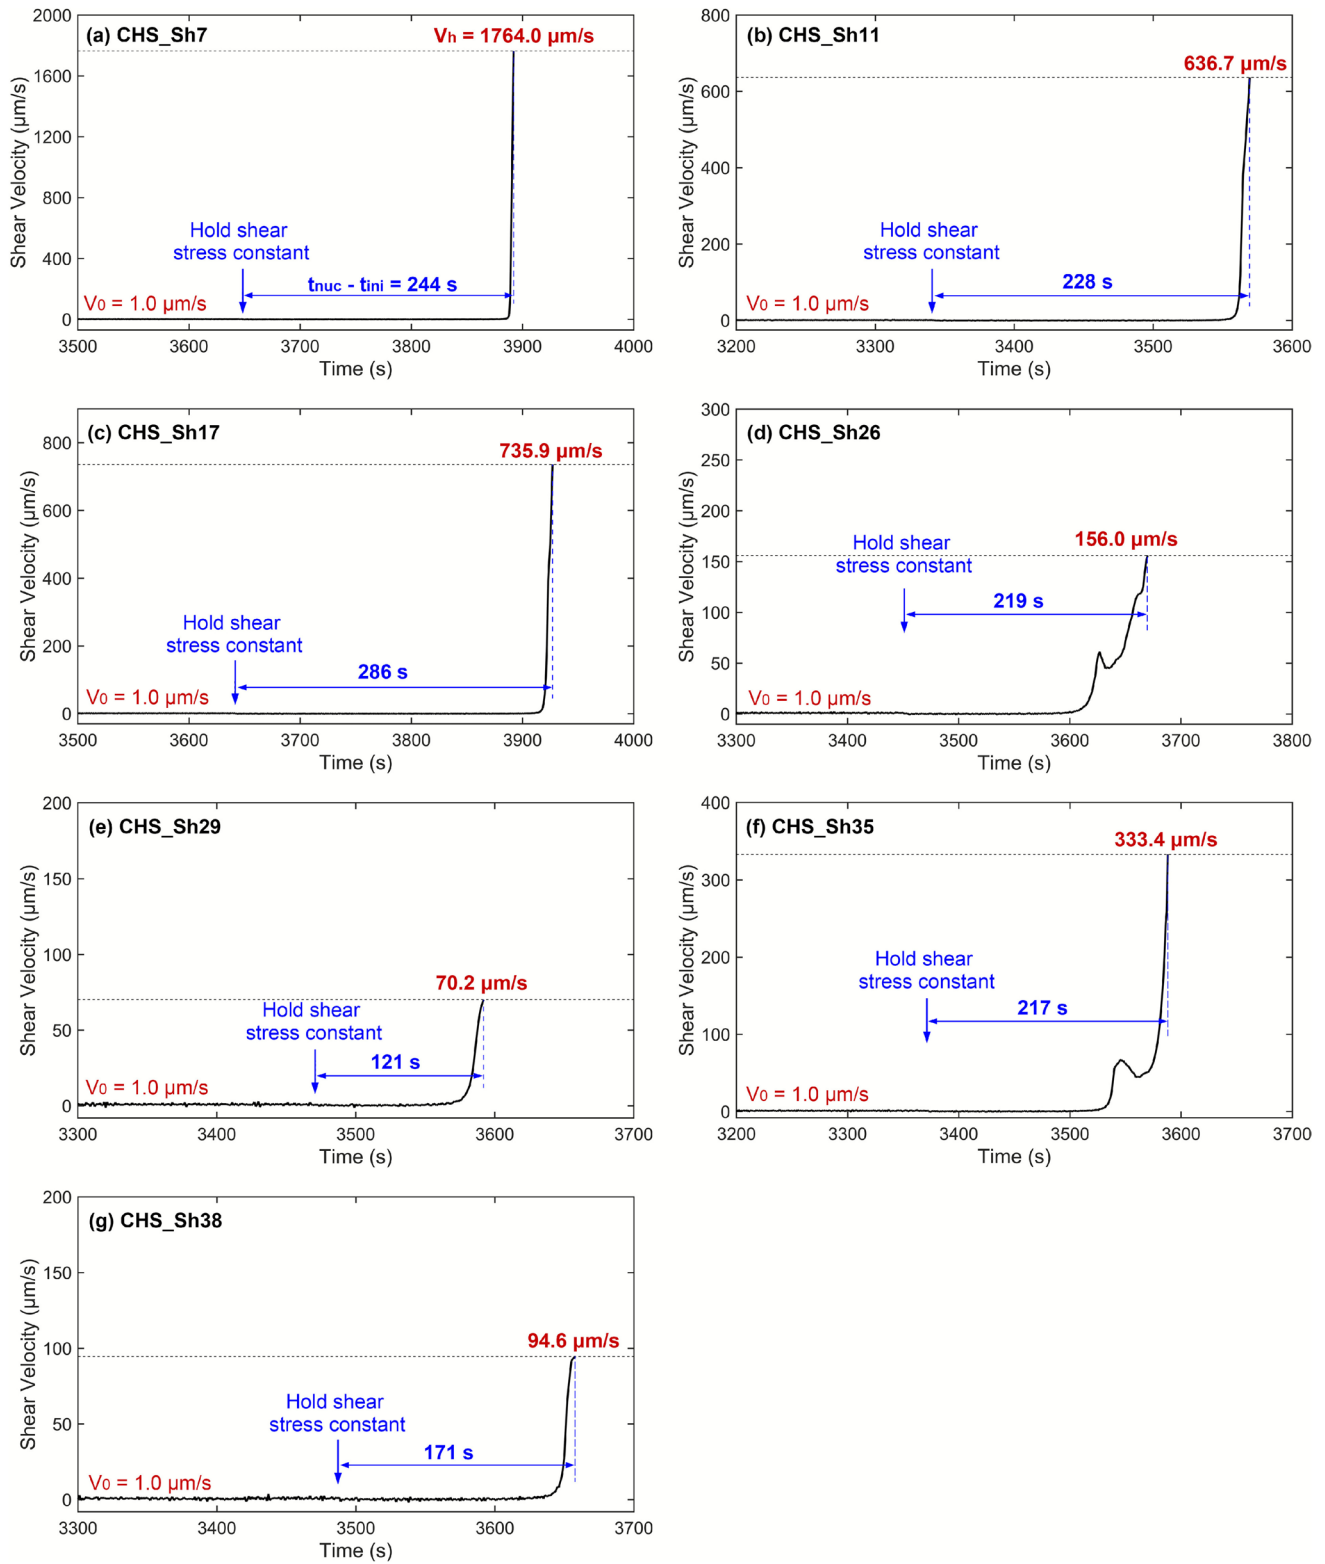 (a) CHS_Sh7
Vh = 1764.0 µm/s
2000
1600
1200
800
400
0
Shear Velocity (µm/s)
Hold shear
stress constant
tnuc - tini = 244 s
V0 = 1.0 µm/s
3500 3600 3700 3800 3900 4000
Time (s)
(b) CHS_Sh11
636.7 µm/s
800
600
400
200
0
Shear Velocity (µm/s)
Hold shear
stress constant
228 s
V0 = 1.0 µm/s
3200 3300 3400 3500 3600
Time (s)
(c) CHS_Sh17
735.9 µm/s
800
600
400
200
0
Shear Velocity (µm/s)
Hold shear
stress constant
286 s
V0 = 1.0 µm/s
3500 3600 3700 3800 3900 4000
Time (s)
(d) CHS_Sh26
156.0 µm/s
300
250
200
150
100
50
0
Shear Velocity (µm/s)
Hold shear
stress constant
219 s
V0 = 1.0 µm/s
3300 3400 3500 3600 3700 3800
Time (s)
(e) CHS_Sh29
70.2 µm/s
200
150
100
50
0
Shear Velocity (µm/s)
Hold shear
stress constant
121 s
V0 = 1.0 µm/s
3300 3400 3500 3600 3700
Time (s)
(f) CHS_Sh35
333.4 µm/s
400
300
200
100
0
Shear Velocity (µm/s)
Hold shear
stress constant
217 s
V0 = 1.0 µm/s
3200 3300 3400 3500 3600 3700
Time (s)
(g) CHS_Sh38
94.6 µm/s
200
150
100
50
0
Shear Velocity (µm/s)
Hold shear
stress constant
171 s
V0 = 1.0 µm/s
3300 3400 3500 3600 3700
Time (s)